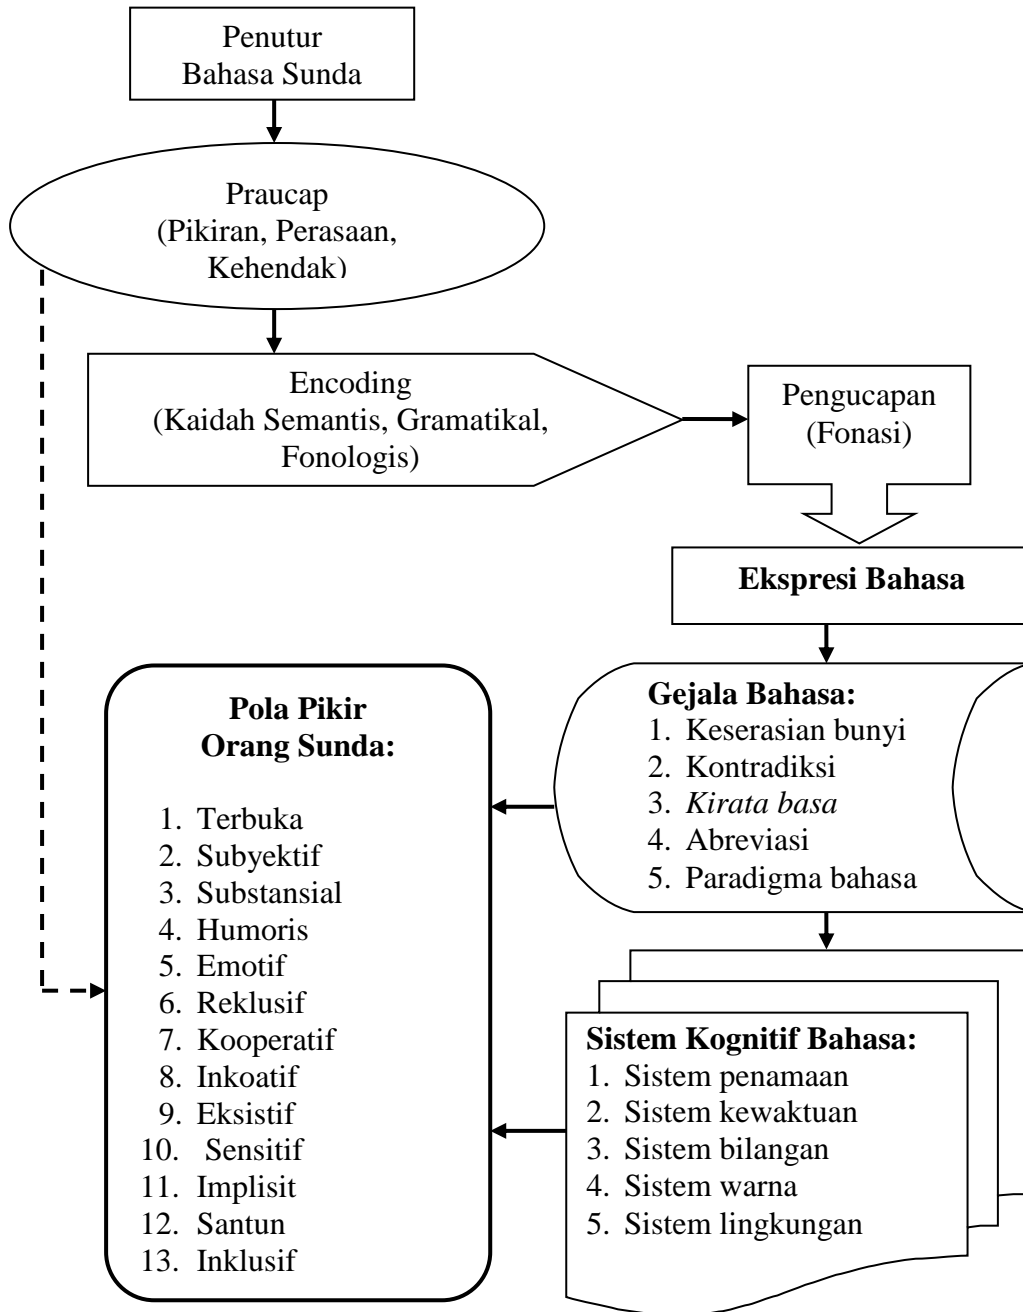 Penutur
Bahasa Sunda
Praucap
(Pikiran, Perasaan,
Kehendak)
Encoding
(Kaidah Semantis, Gramatikal,
Fonologis)
Pengucapan
(Fonasi)
Ekspresi Bahasa
Gejala Bahasa:
1. Keserasian bunyi
2. Kontradiksi
3. Kirata basa
4. Abreviasi
5. Paradigma bahasa
Pola Pikir
Orang Sunda:
1. Terbuka
2. Subyektif
3. Substansial
4. Humoris
5. Emotif
6. Reklusif
7. Kooperatif
8. Inkoatif
9. Eksistif
10. Sensitif
11. Implisit
12. Santun
13. Inklusif
Sistem Kognitif Bahasa:
1. Sistem penamaan
2. Sistem kewaktuan
3. Sistem bilangan
4. Sistem warna
5. Sistem lingkungan